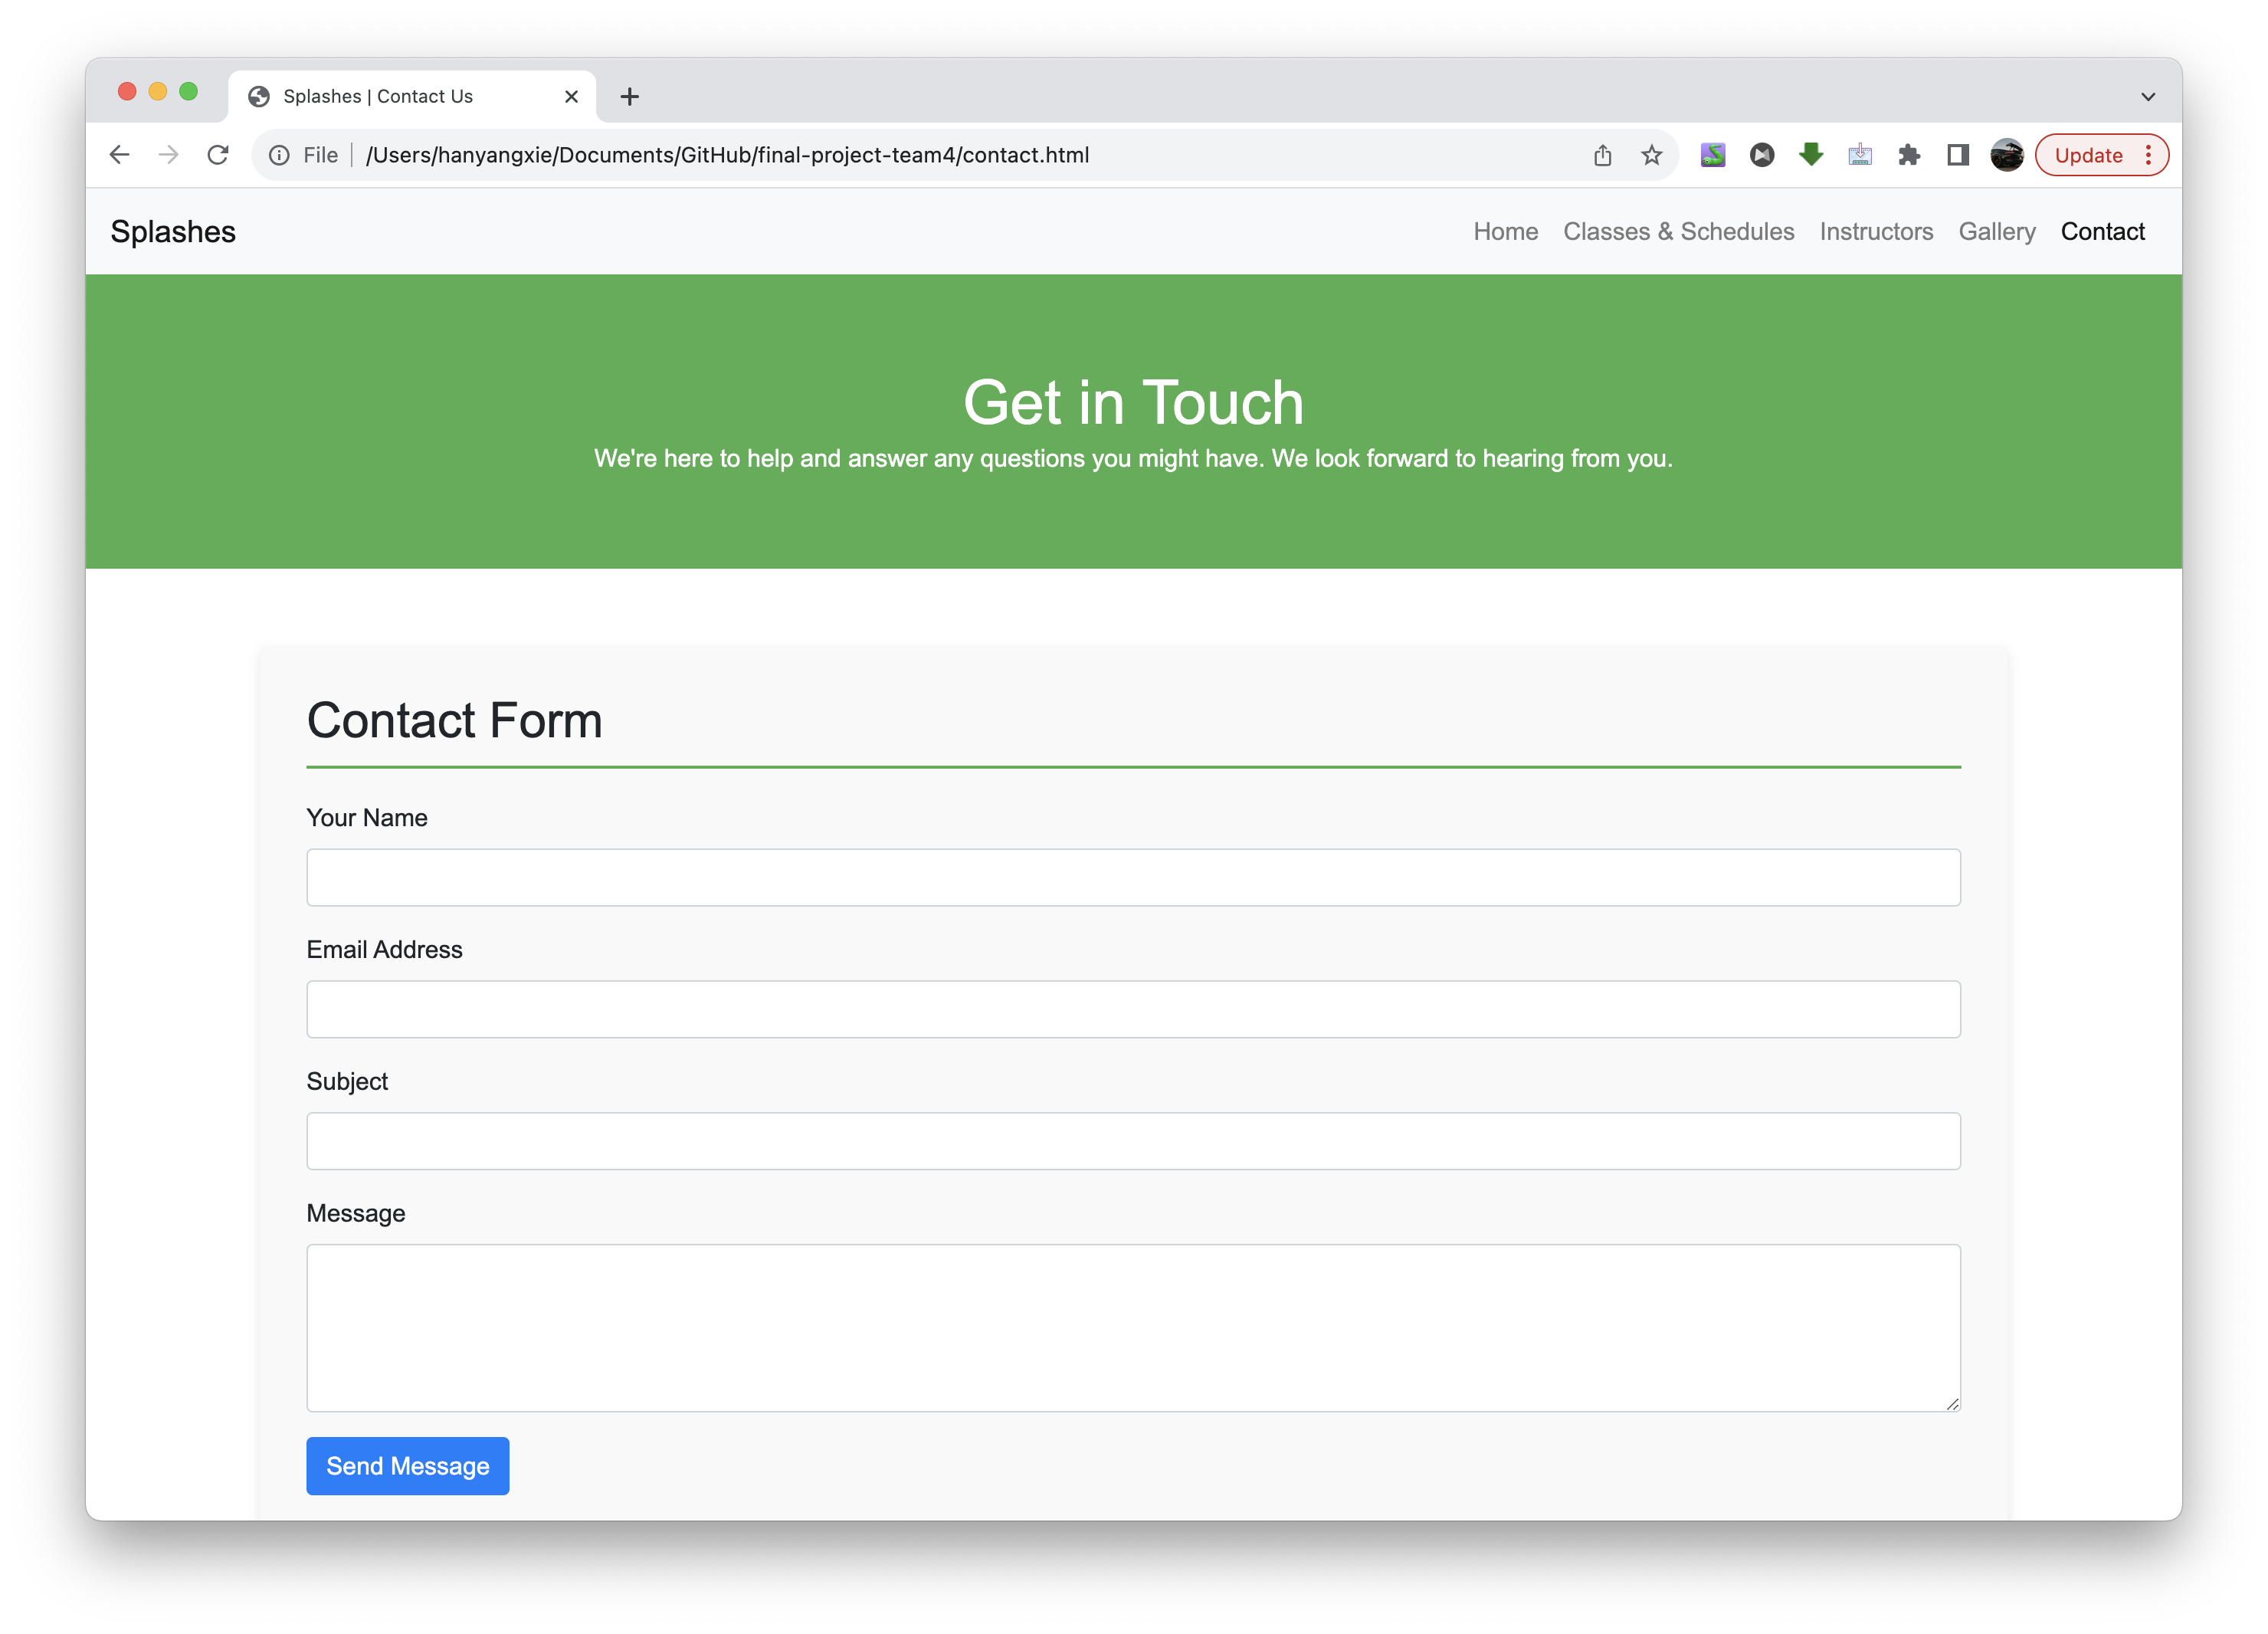 Splashes | Contact Us
File /Users/hanyangxie/Documents/GitHub/final-project-team4/contact.html Update
Splashes Home Classes & Schedules Instructors Gallery Contact
Get in Touch
We're here to help and answer any questions you might have. We look forward to hearing from you.
Contact Form
Your Name
Email Address
Subject
Message
Send Message